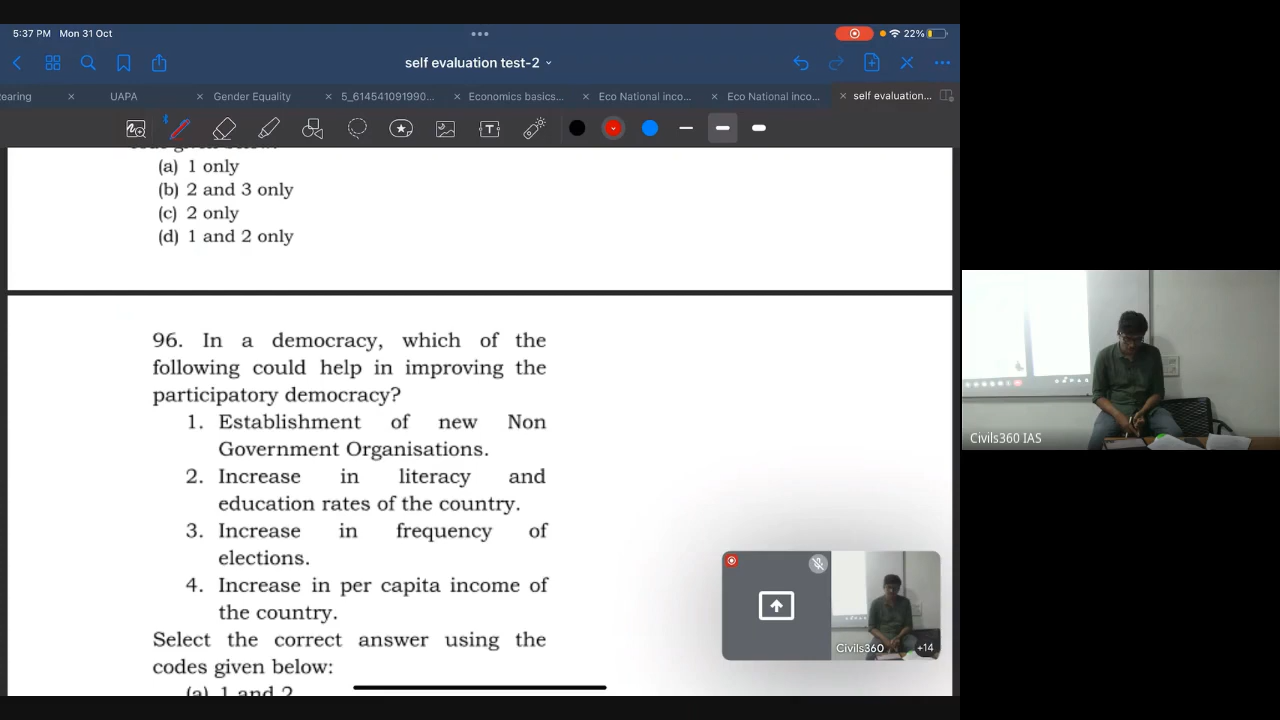 5:37 PM Mon 31 Oct
22%
self evaluation test-2
earing
UAPA
Gender Equality
5_614541091990...
Economics basics...
Eco National inco...
Eco National inco...
self evaluation...
(a) 1 only
(b) 2 and 3 only
(c) 2 only
(d) 1 and 2 only
96. In a democracy, which of the
following could help in improving the
participatory democracy?
1. Establishment of new Non
Government Organisations.
2. Increase in literacy and
education rates of the country.
3. Increase in frequency of
elections.
4. Increase in per capita income of
the country.
Select the correct answer using the
codes given below:
(a) 1 and 2
Civils360
+14
Civils360 IAS